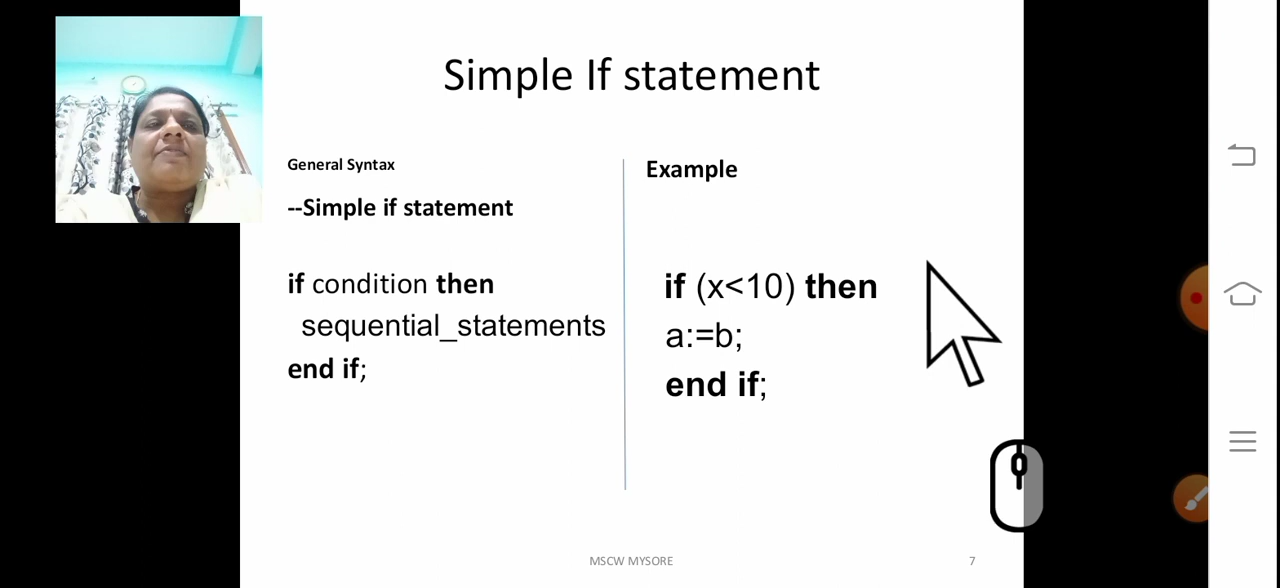 Simple If statement
General Syntax
--Simple if statement
if condition then
sequential_statements
end if;
Example
if (x<10) then
a:=b;
end if;
MSCW MYSORE
7